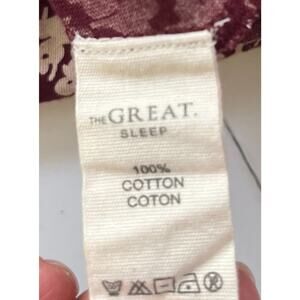 THE GREAT.
SLEEP
100%
COTTON
COTON